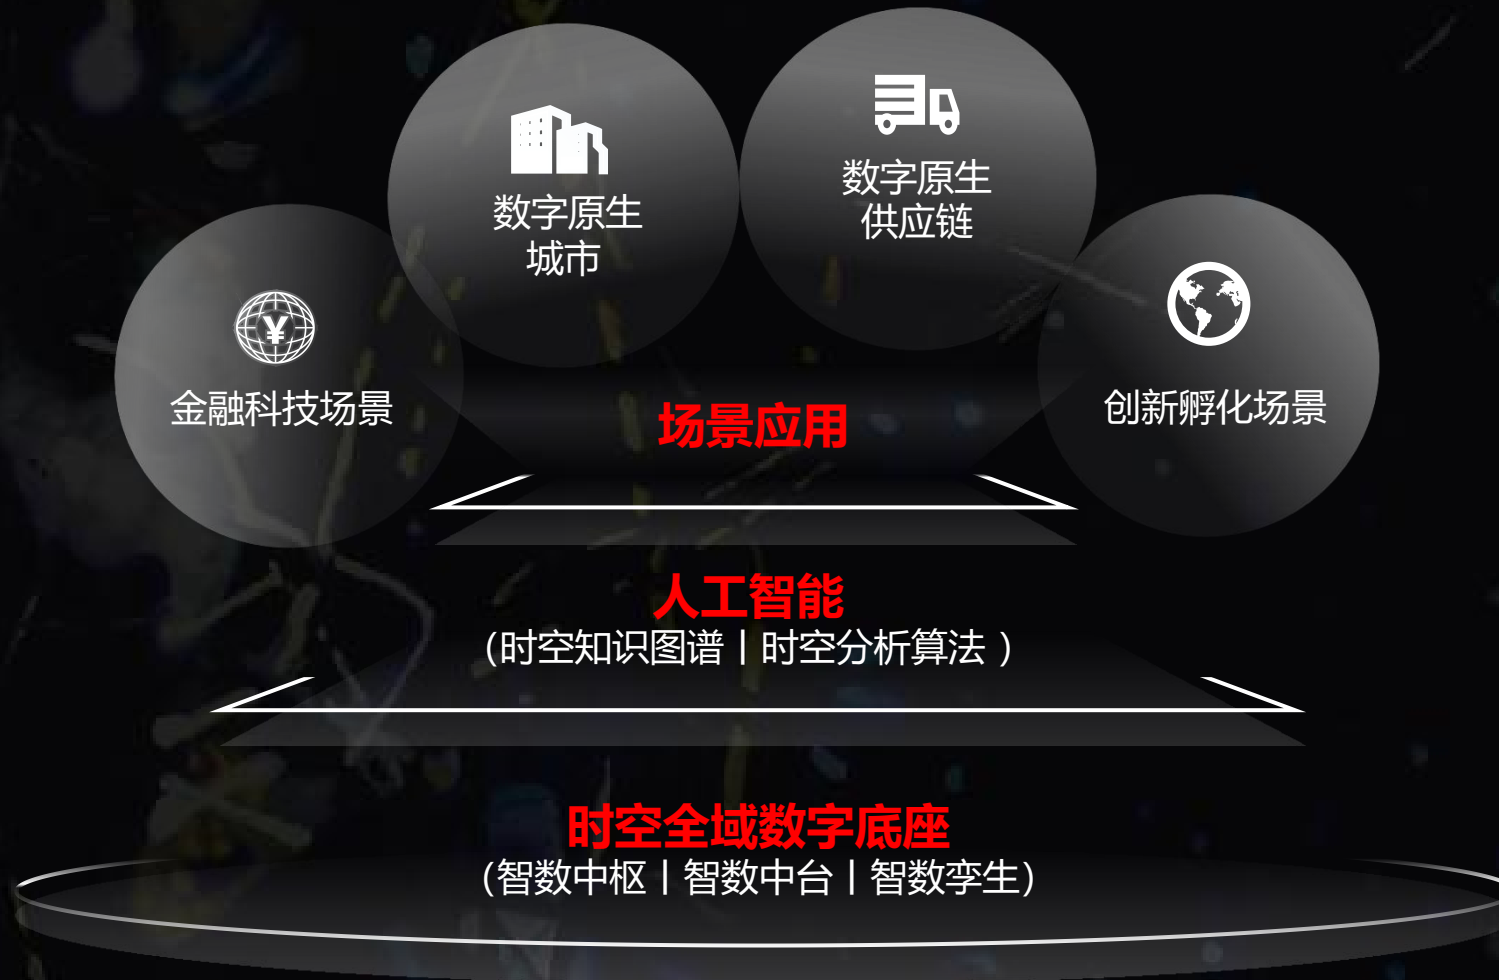 数字原生
城市
数字原生
供应链
金融科技场景
创新孵化场景
场景应用
人工智能
（时空知识图谱丨时空分析算法 ）
时空全域数字底座
（智数中枢丨智数中台丨智数孪生）